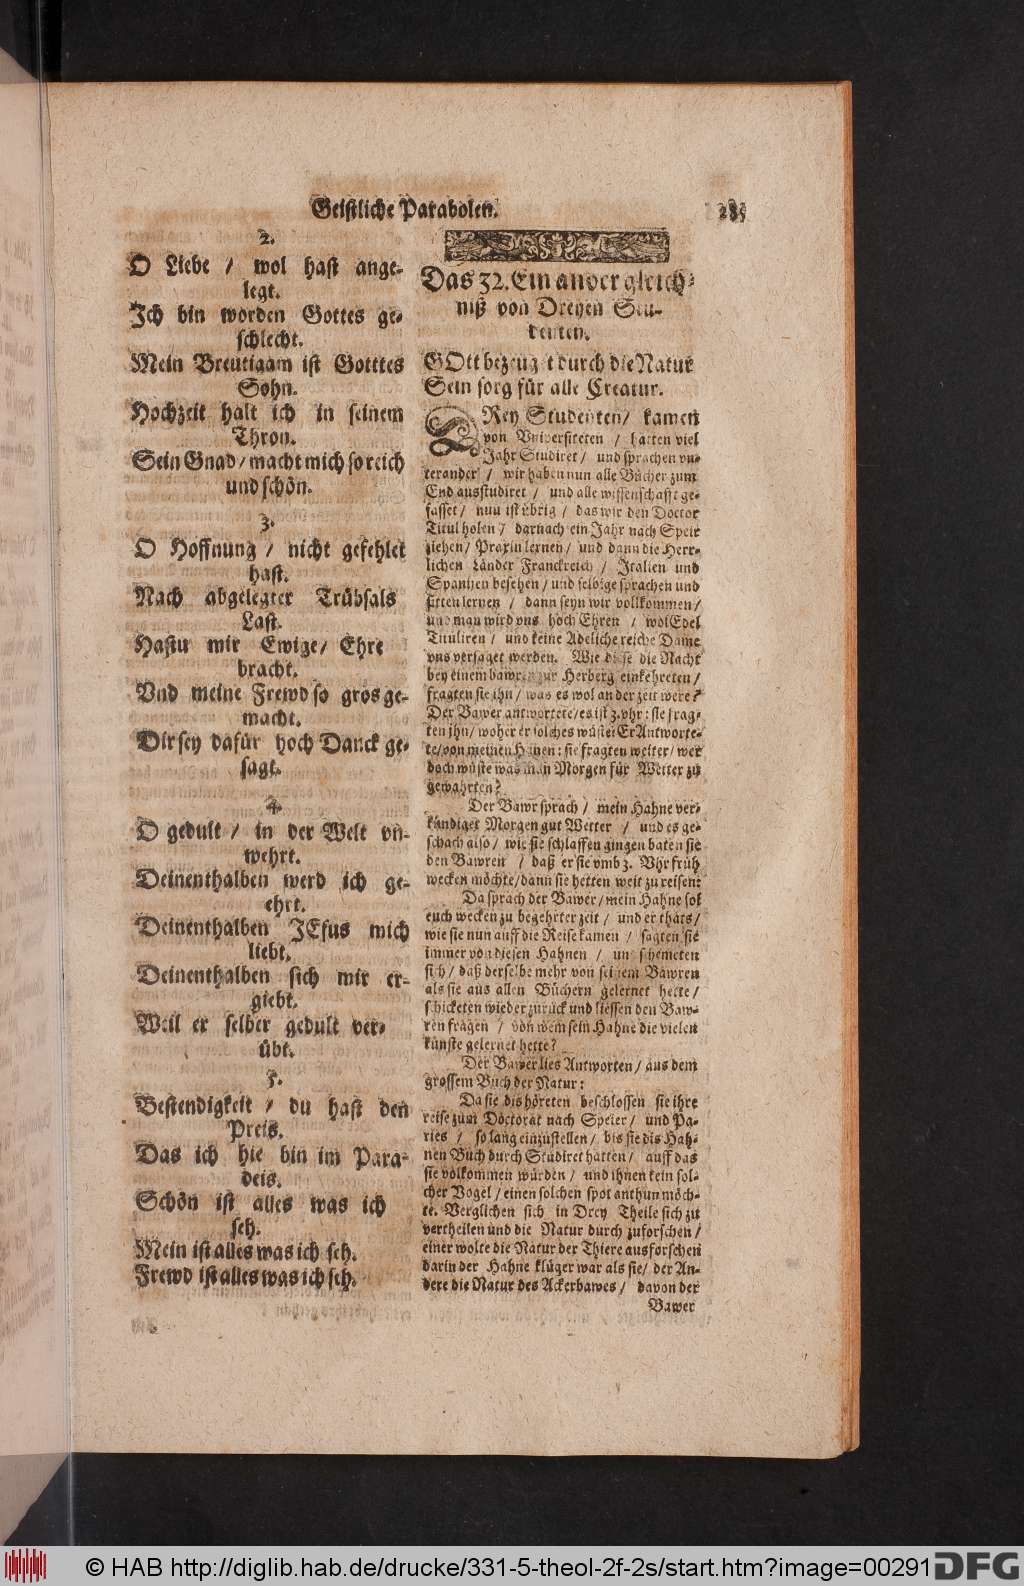 Geistliche Parabolen.
2.
O Liebe / wol hast ange-
legt.
Ich bin worden Gottes ge-
schlecht.
Mein Breutigam ist Gotttes
Sohn.
Hochzeit halt ich in seinem
Thron.
Sein Gnad / macht mich so reich
und schön.
3.
O Hoffnung / nicht gefehlet
hast.
Nach abgelegter Trübsals
Last.
Hastu mir Ewige / Ehre
bracht.
Vnd meine Frewd so gros ge-
macht.
Dir sey dafür hoch Danck ge-
sagt.
4.
O gedult / in der Welt vn-
wehrt.
Deinenthalben werd ich ge-
ehrt.
Deinenthalben JEsus mich
liebt.
Deinenthalben sich mir er-
giebt.
Weil er selber gedult ver-
übt.
5.
Bestendigkeit / du hast den
Preis.
Das ich hie bin im Para-
deis.
Schön ist alles was ich
seh.
Mein ist alles was ich seh.
Frewd ist alles was ich seh.
Das 32. Ein ander gleich-
niß von Dreyen Stu-
denten.
GOtt bezeuget durch die Natur
Sein sorg für alle Creatur.
DRey Studenten / kamen
von Vniversiteten / hatten viel
Jahr Studiret / und sprachen vn-
terander / wir haben nun alle Bücher zum
End ausstudiret / und alle wissenschafft ge-
fasset / nun ist übrig / das wir den Doctor
Titul holen / darnach ein Jahr nach Speir
ziehen / Praxin lernen / und dann die Herr-
lichen Länder Franckreich / Italien und
Spanien besehen / und selbige sprachen und
sitten lernen / dann seyn wir vollkommen /
und man wird vns hoch Ehren / wolEdel
Tituliren / und keine Adeliche reiche Dame
vns versaget werden. Wie diese die Nacht
bey einem bawren zur Herberg einkehreten /
fragten sie ihn / was es wol an der zeit were?
Der Bawer antwortete / es ist 3. vhr: sie frag-
ten jhn / woher er solches wüste? Er Antworte-
te / von meinen Hanen: sie fragten weiter / wer
doch wüste was man Morgen für Wetter zu
gewahrten?
Der Bawr sprach / mein Hahne ver-
kündiget Morgen gut Wetter / und es ge-
schach also / wie sie schlaffen gingen baten sie
den Bawren / daß er sie vmb 3. Vhr früh
wecken möchte / dann sie hetten weit zu reisen:
Da sprach der Bawer / mein Hahne sol
euch wecken zu begehrter zeit / und er thats /
wie sie nun auff die Reise kamen / sagten sie
immer von diesen Hahnen / un schemeten
sich / daß derselbe mehr von seinem Bawren
als sie aus allen Büchern gelernet hette /
schicketen wieder zurück und liessen den Baw-
ren fragen / von wem sein Hahne die vielen
künste gelernet hette?
Der Bawer lies Antworten / aus dem
grossem Buch der Natur:
Da sie dis höreten beschlossen sie ihre
reise zum Doctorat nach Speier / und Pa-
ries / so lang einzustellen / bis sie dis Hah-
nen Buch durch Studiret hatten / auff das
sie volkommen würden / und ihnen kein sol-
cher Vogel / einen solchen spot anthun möch-
te. Verglichen sich in Drey Theile sich zu
vertheilen und die Natur durch zuforschen /
einer wolte die Natur der Thiere ausforschen
darin der Hahne klüger war als sie / der An-
dere die Natur des Ackerbawes / davon der
Bawer
© HAB http://diglib.hab.de/drucke/331-5-theol-2f-2s/start.htm?image=00291
DFG